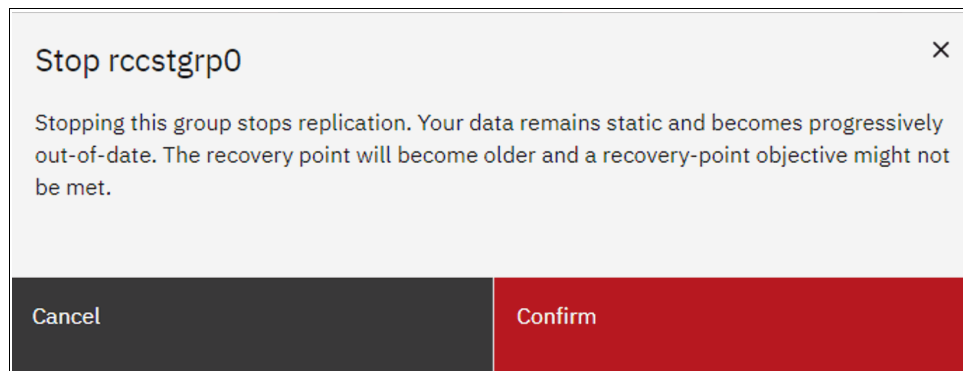 Stop rccstgrp0
Stopping this group stops replication. Your data remains static and becomes progressively
out-of-date. The recovery point will become older and a recovery-point objective might not
be met.
Cancel
Confirm